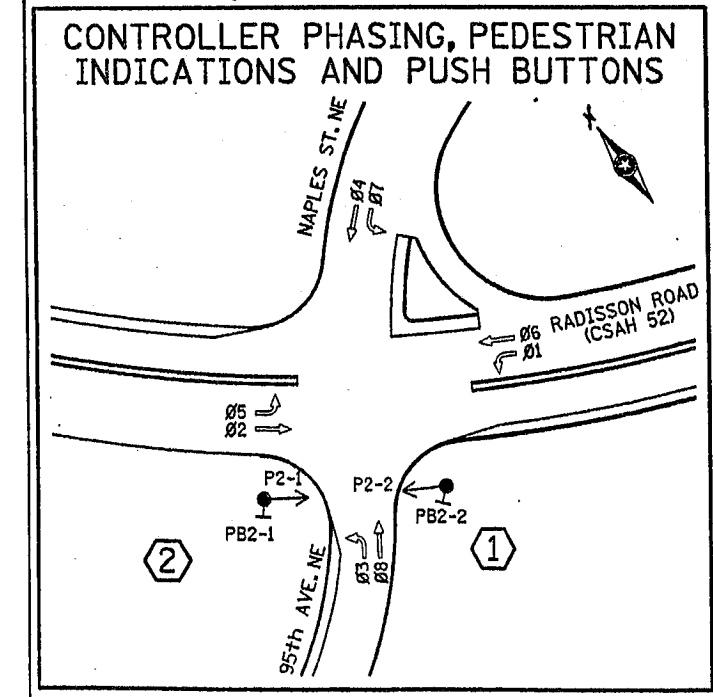 CONTROLLER PHASING, PEDESTRIAN
INDICATIONS AND PUSH BUTTONS
NAPLES ST. NE
Ø4
Ø7
Ø6
Ø1
RADISSON ROAD
(CSAH 52)
Ø5
Ø2
P2-1
P2-2
PB2-1
PB2-2
2
1
Ø3
Ø8
95th AVE. NE